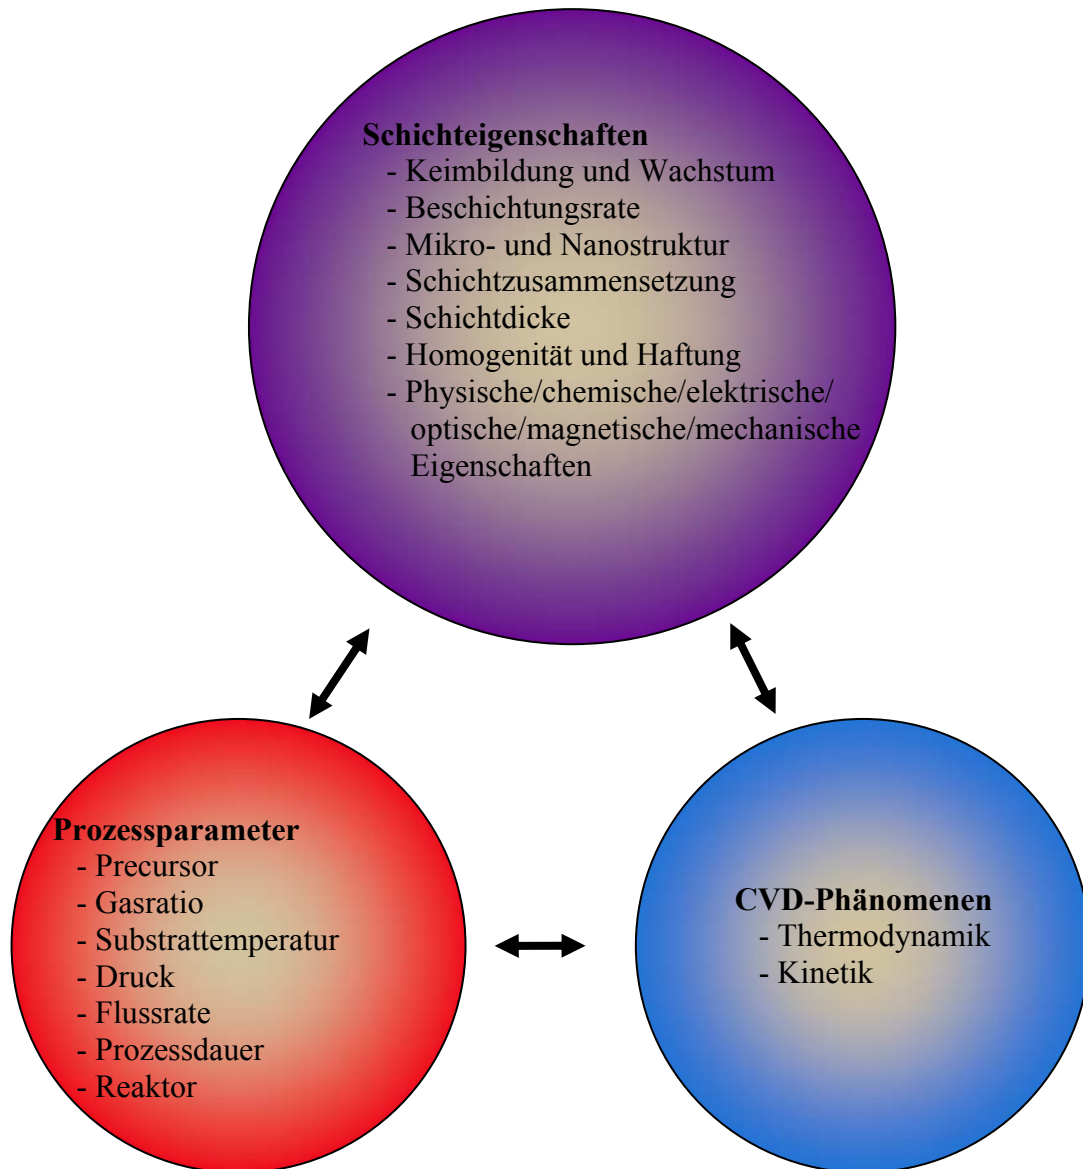 Schichteigenschaften
- Keimbildung und Wachstum
- Beschichtungsrate
- Mikro- und Nanostruktur
- Schichtzusammensetzung
- Schichtdicke
- Homogenität und Haftung
- Physische/chemische/elektrische/
optische/magnetische/mechanische
Eigenschaften
Prozessparameter
- Precursor
- Gasratio
- Substrattemperatur
- Druck
- Flussrate
- Prozessdauer
- Reaktor
CVD-Phänomenen
- Thermodynamik
- Kinetik